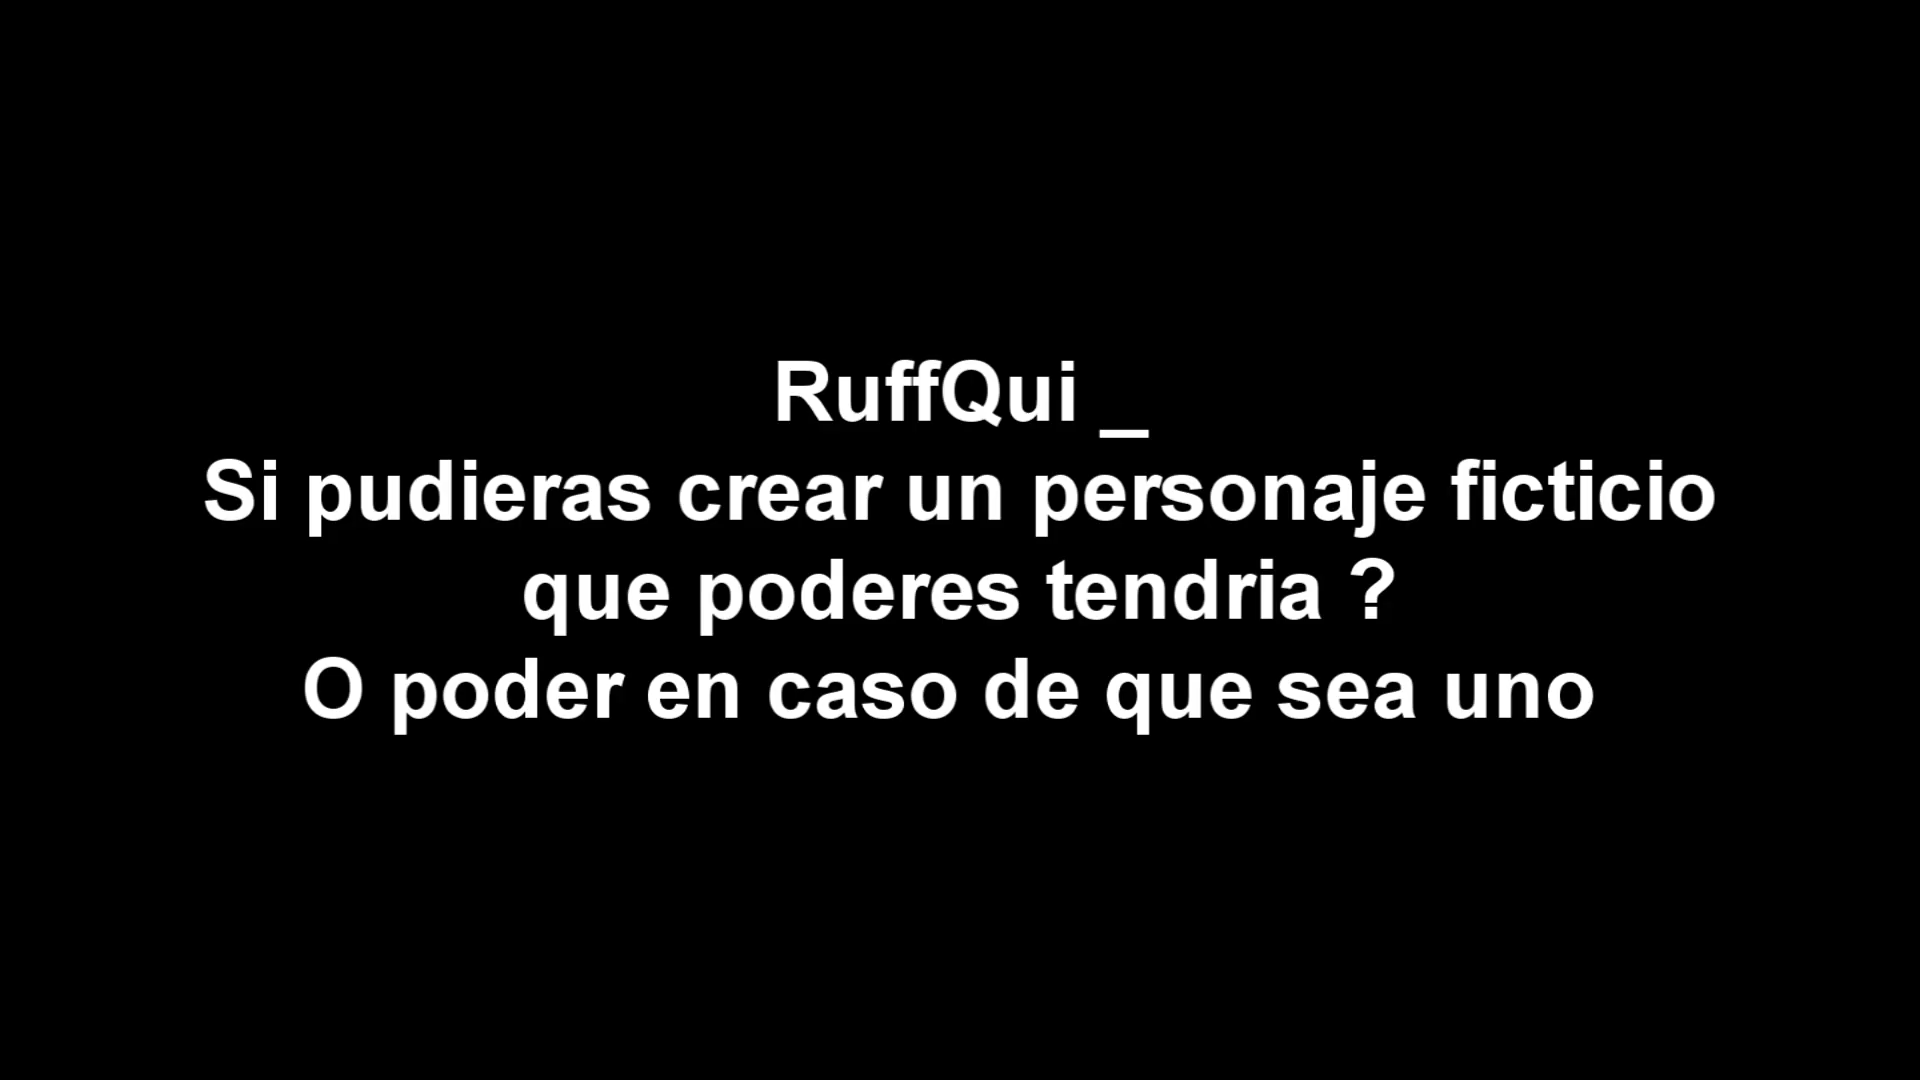 RuffQui _
Si pudieras crear un personaje ficticio
que poderes tendria ?
O poder en caso de que sea uno